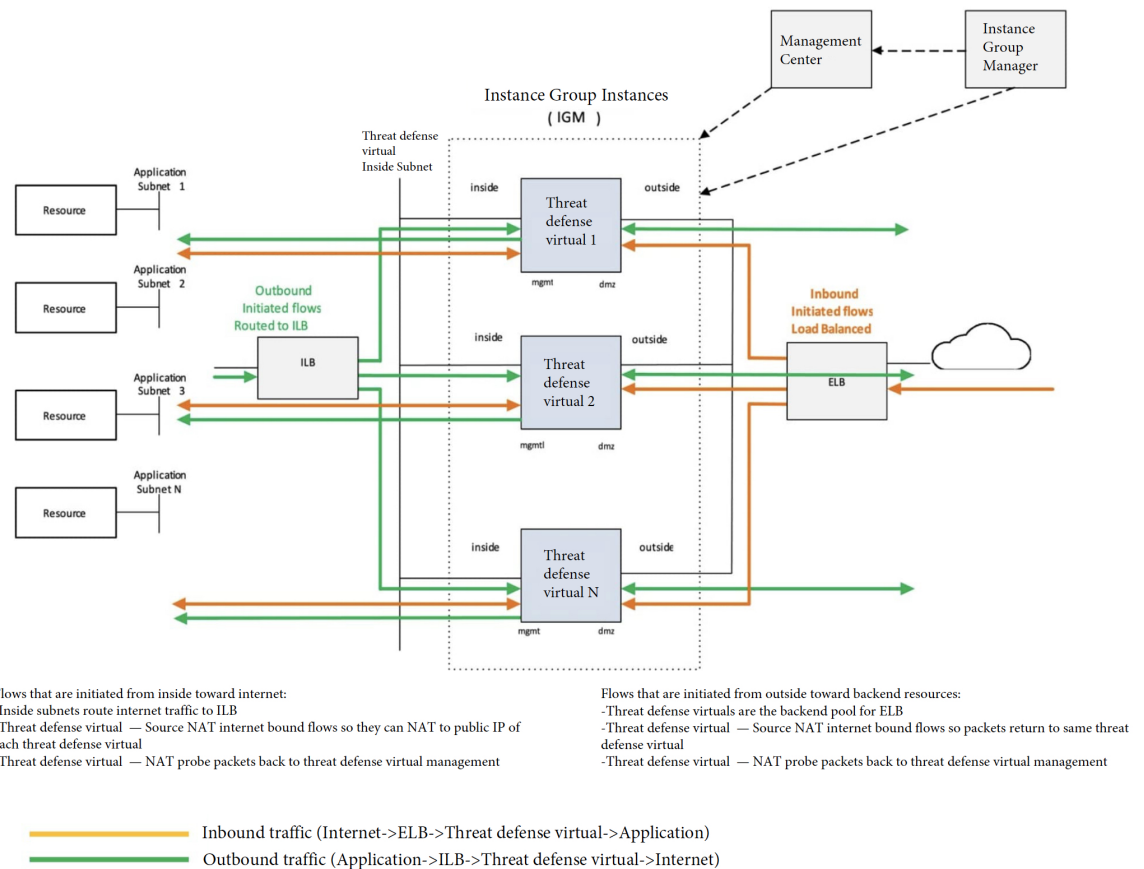 Management
Center
Instance
Group
Manager
Instance Group Instances
( IGM )
Threat defense
virtual
Inside Subnet
Application
Subnet 1
Resource
inside
Threat
defense
virtual 1
outside
mgmt
dmz
Application
Subnet 2
Resource
Outbound
Initiated flows
Routed to ILB
ILB
inside
Threat
defense
virtual 2
outside
mgmtl
dmz
Inbound
Initiated flows
Load Balanced
ELB
Application
Subnet 3
Resource
Application
Subnet N
Resource
inside
Threat
defense
virtual N
outside
mgmt
dmz
lows that are initiated from inside toward internet:
Inside subnets route internet traffic to ILB
Threat defense virtual — Source NAT internet bound flows so they can NAT to public IP of
ach threat defense virtual
Threat defense virtual — NAT probe packets back to threat defense virtual management
Flows that are initiated from outside toward backend resources:
-Threat defense virtuals are the backend pool for ELB
-Threat defense virtual — Source NAT internet bound flows so packets return to same threat
defense virtual
-Threat defense virtual — NAT probe packets back to threat defense virtual management
Inbound traffic (Internet->ELB->Threat defense virtual->Application)
Outbound traffic (Application->ILB->Threat defense virtual->Internet)